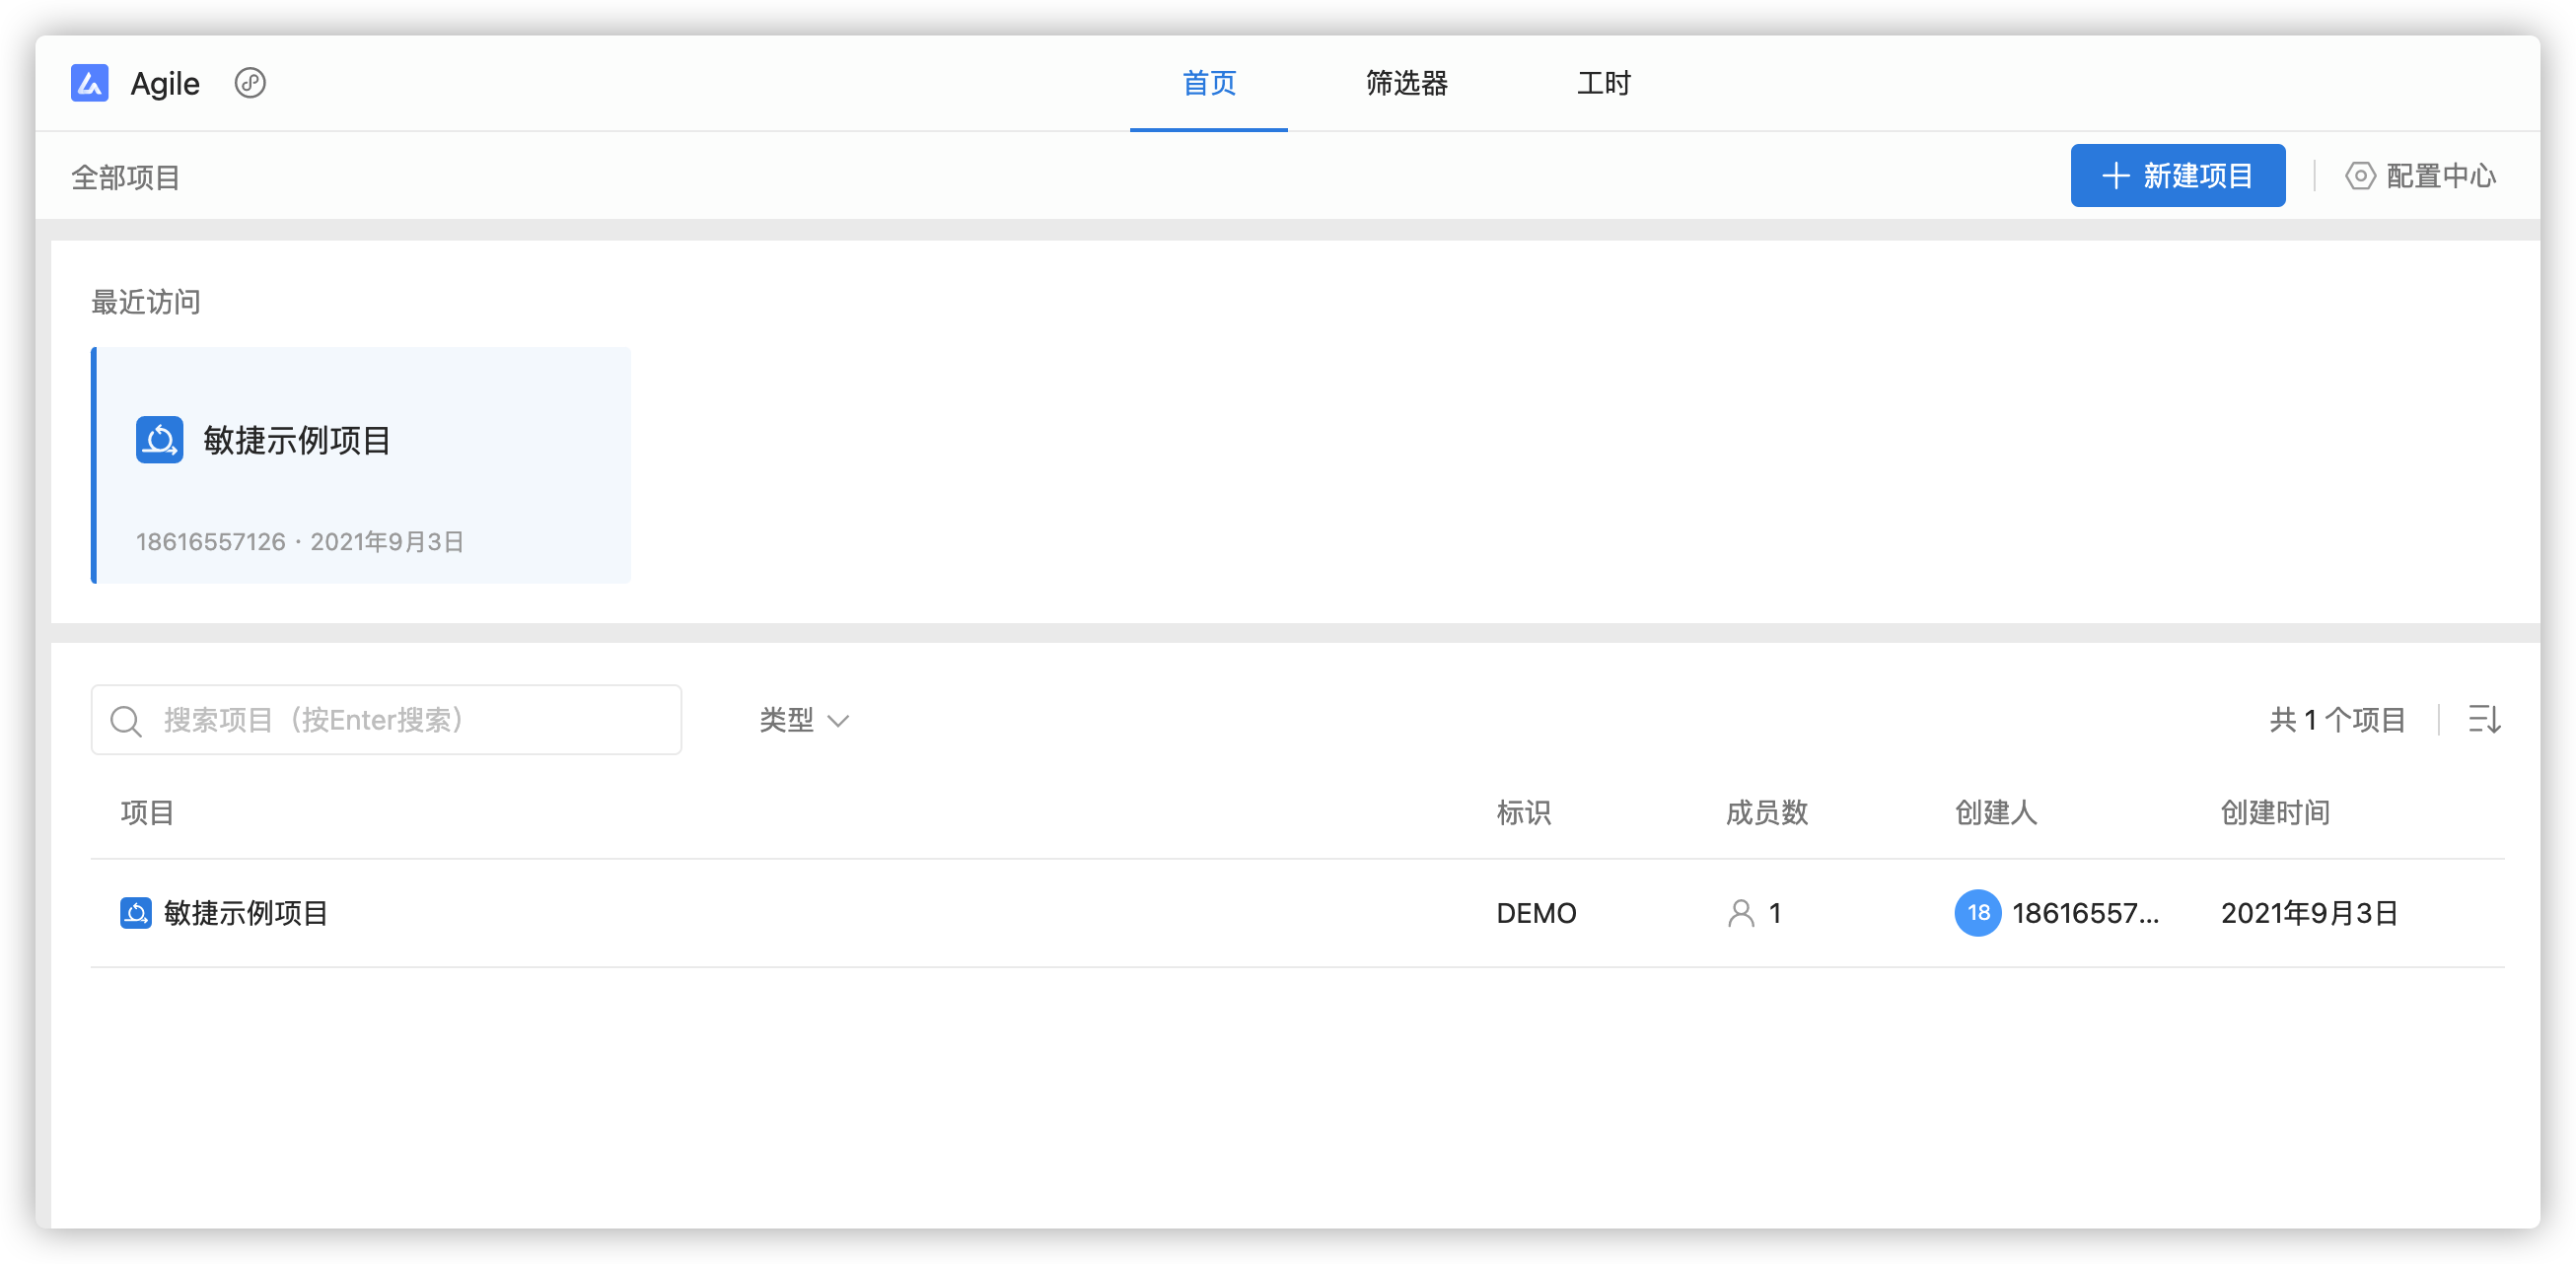 Agile 首页 筛选器 工时
全部项目 新建项目 配置中心
最近访问
敏捷示例项目
18616557126 · 2021年9月3日
搜索项目（按Enter搜索） 类型 共 1 个项目
项目 标识 成员数 创建人 创建时间
敏捷示例项目 DEMO 1 18 18616557... 2021年9月3日